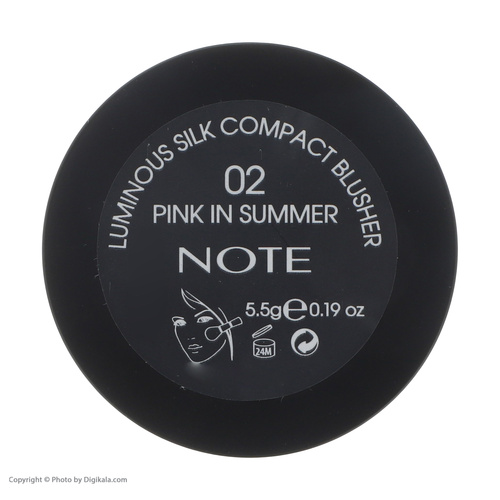 LUMINOUS SILK COMPACT BLUSHER
02
PINK IN SUMMER
NOTE
5.5g℮0.19 oz
24M
Copyright © Photo by Digikala.com